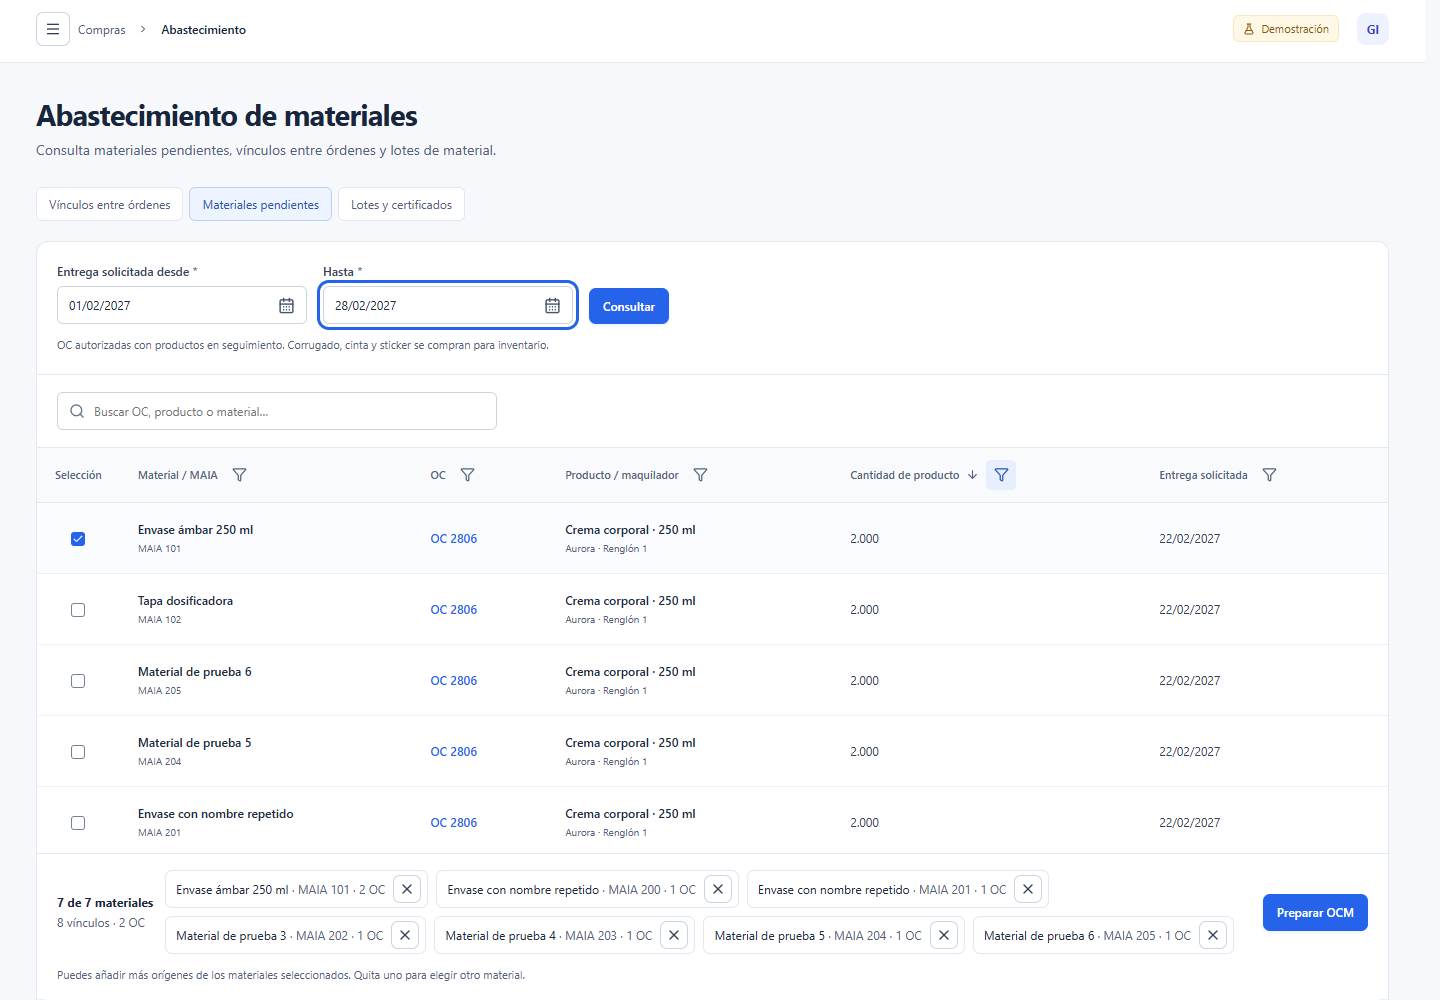 Compras > Abastecimiento
Demostración
GI
Abastecimiento de materiales
Consulta materiales pendientes, vínculos entre órdenes y lotes de material.
Vínculos entre órdenes
Materiales pendientes
Lotes y certificados
Entrega solicitada desde *
Hasta *
01/02/2027
28/02/2027
Consultar
OC autorizadas con productos en seguimiento. Corrugado, cinta y sticker se compran para inventario.
Buscar OC, producto o material...
Selección Material / MAIA OC Producto / maquilador Cantidad de producto Entrega solicitada
Envase ámbar 250 ml OC 2806 Crema corporal · 250 ml 2.000 22/02/2027
MAIA 101 Aurora · Renglón 1
Tapa dosificadora OC 2806 Crema corporal · 250 ml 2.000 22/02/2027
MAIA 102 Aurora · Renglón 1
Material de prueba 6 OC 2806 Crema corporal · 250 ml 2.000 22/02/2027
MAIA 205 Aurora · Renglón 1
Material de prueba 5 OC 2806 Crema corporal · 250 ml 2.000 22/02/2027
MAIA 204 Aurora · Renglón 1
Envase con nombre repetido OC 2806 Crema corporal · 250 ml 2.000 22/02/2027
MAIA 201 Aurora · Renglón 1
7 de 7 materiales
8 vínculos · 2 OC
Envase ámbar 250 ml · MAIA 101 · 2 OC
Envase con nombre repetido · MAIA 200 · 1 OC
Envase con nombre repetido · MAIA 201 · 1 OC
Material de prueba 3 · MAIA 202 · 1 OC
Material de prueba 4 · MAIA 203 · 1 OC
Material de prueba 5 · MAIA 204 · 1 OC
Material de prueba 6 · MAIA 205 · 1 OC
Preparar OCM
Puedes añadir más orígenes de los materiales seleccionados. Quita uno para elegir otro material.